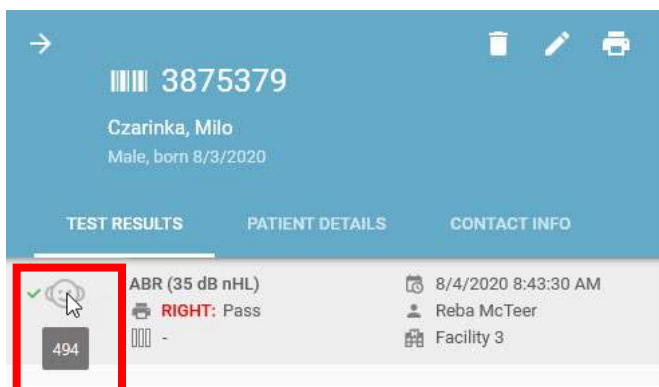 3875379
Czarinka, Milo
Male, born 8/3/2020
TEST RESULTS PATIENT DETAILS CONTACT INFO
ABR (35 dB nHL) 8/4/2020 8:43:30 AM
RIGHT: Pass Reba McTeer
494 - Facility 3